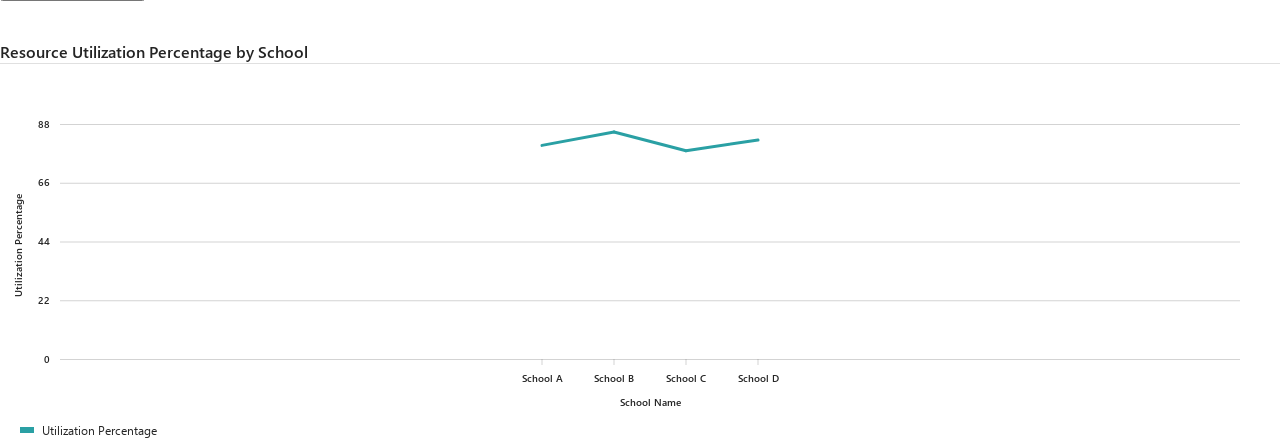 Resource Utilization Percentage by School
88
66
44
22
0
Utilization Percentage
School A School B School C School D
School Name
Utilization Percentage